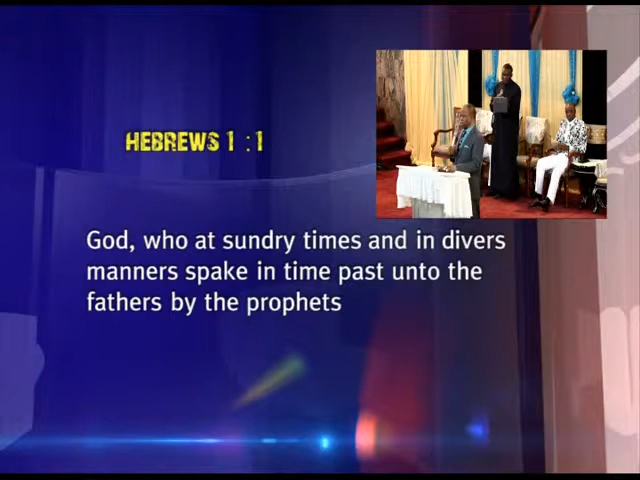 HEBREWS 1 : 1
God, who at sundry times and in divers
manners spake in time past unto the
fathers by the prophets